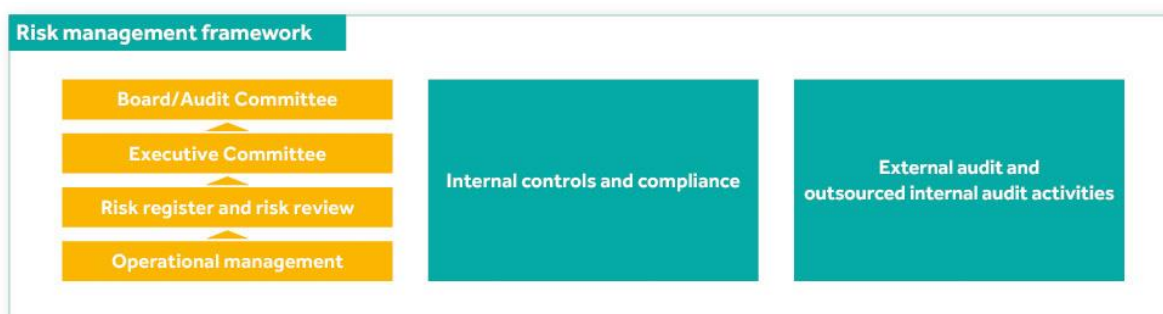 Risk management framework
Board/Audit Committee
Executive Committee
Risk register and risk review
Operational management
Internal controls and compliance
External audit and
outsourced internal audit activities